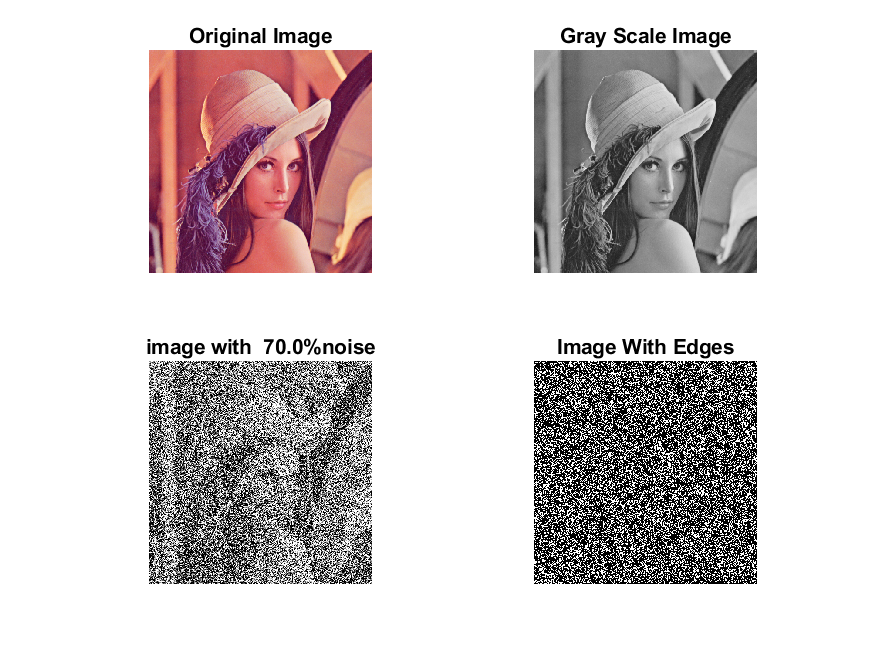 Original Image
Gray Scale Image
image with  70.0%noise
Image With Edges